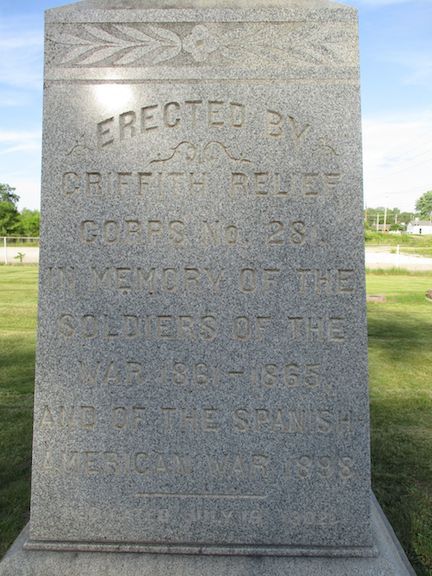 ERECTED BY
GRIFFITH RELIEF
CORPS No. 281.
IN MEMORY OF THE
SOLDIERS OF THE
WAR 1861-1865,
AND OF THE SPANISH-
AMERICAN WAR 1898
JULY